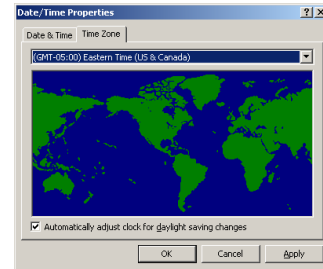 Date/Time Properties
Date & Time Time Zone
(GMT-05:00) Eastern Time (US & Canada)
Automatically adjust clock for daylight saving changes
OK Cancel Apply